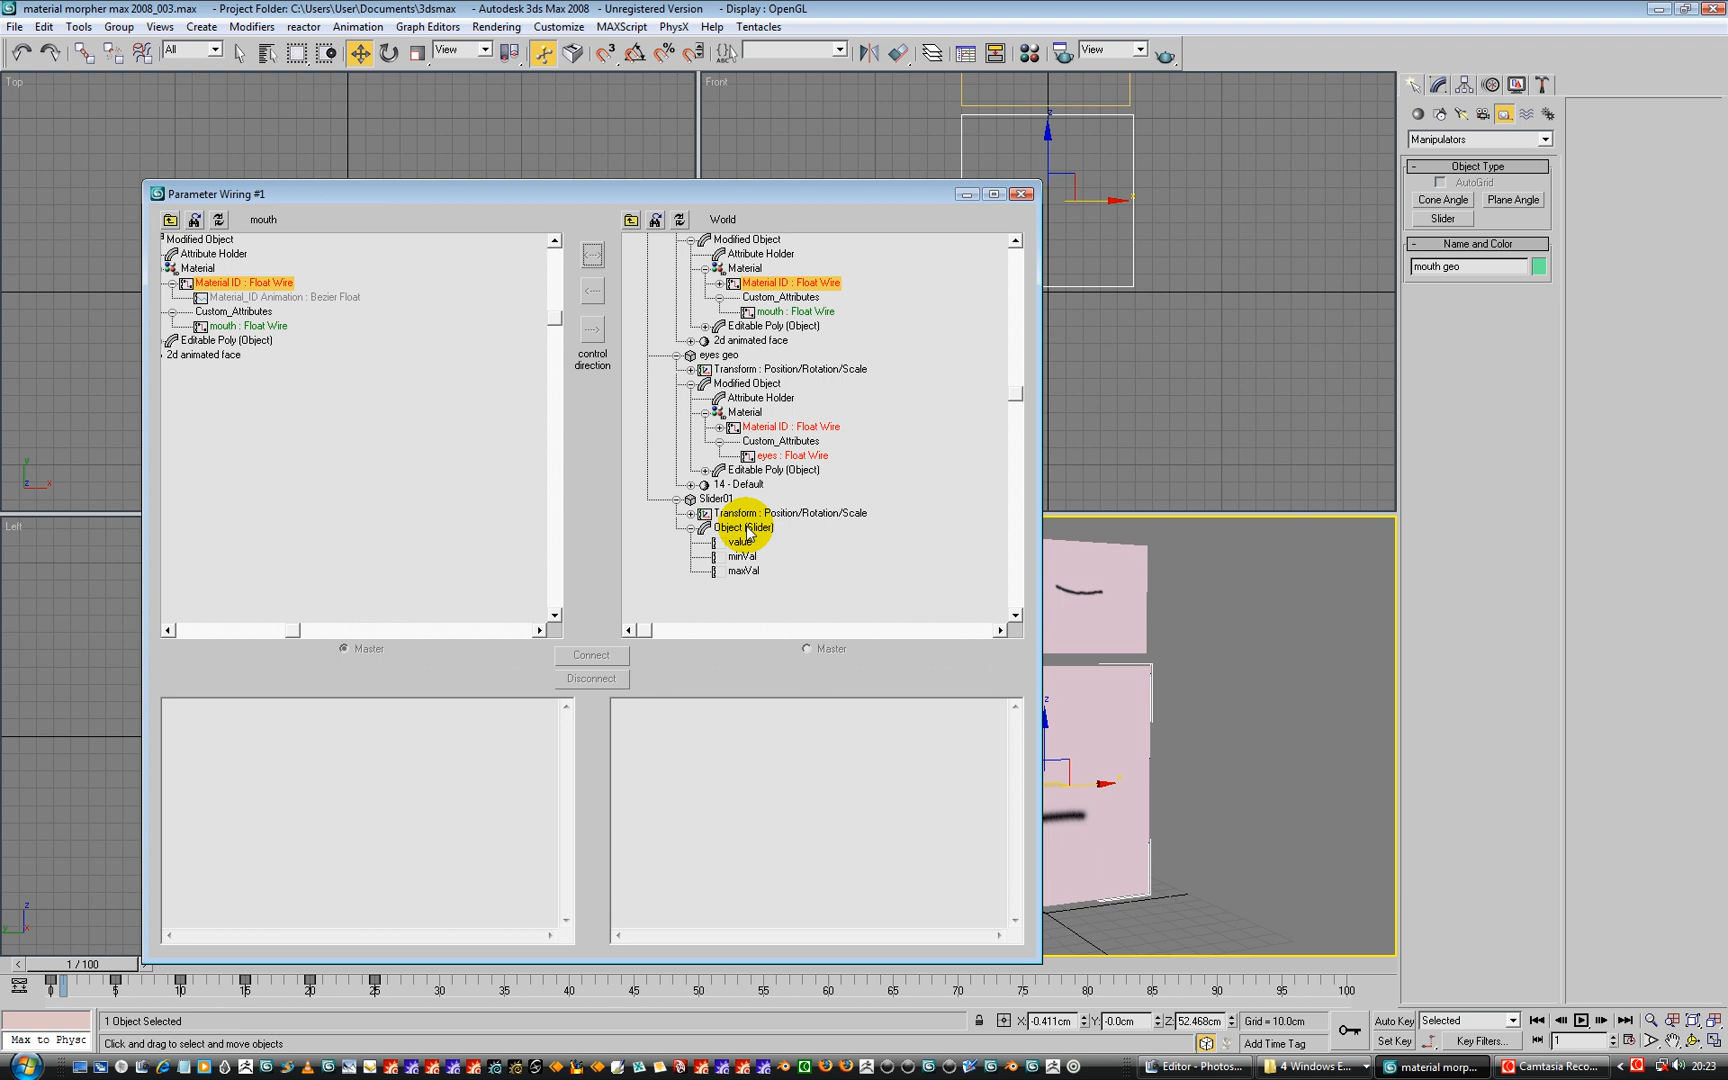 material morpher max 2008_003.max - Project Folder: C:\Users\User\Documents\3dsmax - Autodesk 3ds Max 2008 - Unregistered Version - Display : OpenGL
File Edit Tools Group Views Create Modifiers reactor Animation Graph Editors Rendering Customize MAXScript PhysX Help Tentacles
All View View
Top
Front
Left
Parameter Wiring #1
mouth
Modified Object
Attribute Holder
Material
Material ID : Float Wire
Material_ID Animation : Bezier Float
Custom_Attributes
mouth : Float Wire
Editable Poly (Object)
2d animated face
control
direction
World
Modified Object
Attribute Holder
Material
Material ID : Float Wire
Custom_Attributes
mouth : Float Wire
Editable Poly (Object)
2d animated face
eyes geo
Transform : Position/Rotation/Scale
Modified Object
Attribute Holder
Material
Material ID : Float Wire
Custom_Attributes
eyes : Float Wire
Editable Poly (Object)
14 - Default
Slider01
Transform : Position/Rotation/Scale
Object (Slider)
value
minVal
maxVal
Master Connect Master
Disconnect
Manipulators
Object Type
AutoGrid
Cone Angle Plane Angle
Slider
Name and Color
mouth geo
1 / 100
0 5 10 15 20 25 30 35 40 45 50 55 60 65 70 75 80 85 90 95 100
1 Object Selected X: -0.411cm Y: -0.0cm Z: 52.468cm Grid = 10.0cm Auto Key Selected
Max to Physc Click and drag to select and move objects Add Time Tag Set Key Key Filters... 1
Editor - Photos... 4 Windows E... material morp... Camtasia Reco... 20:23